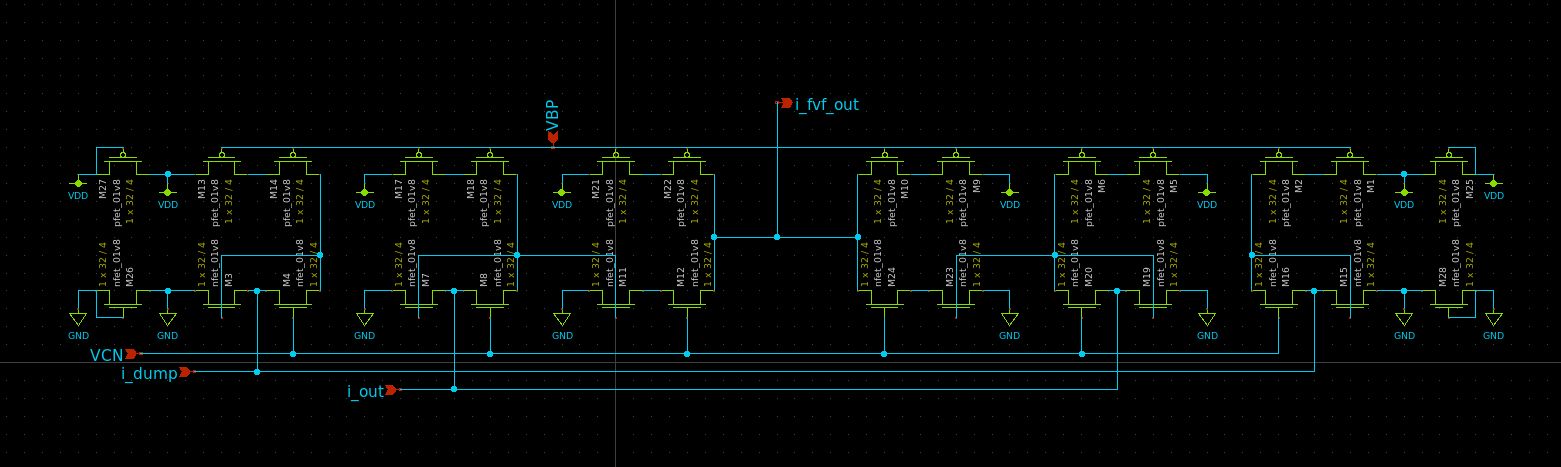 VBP
i_fvf_out
VDD
M27
pfet_01v8
1 x 32 / 4
VDD
M13
pfet_01v8
1 x 32 / 4
M14
pfet_01v8
1 x 32 / 4
VDD
M17
pfet_01v8
1 x 32 / 4
M18
pfet_01v8
1 x 32 / 4
VDD
M21
pfet_01v8
1 x 32 / 4
M22
pfet_01v8
1 x 32 / 4
1 x 32 / 4
pfet_01v8
M10
1 x 32 / 4
pfet_01v8
M9
VDD
1 x 32 / 4
pfet_01v8
M6
1 x 32 / 4
pfet_01v8
M5
VDD
1 x 32 / 4
pfet_01v8
M2
1 x 32 / 4
pfet_01v8
M1
VDD
1 x 32 / 4
pfet_01v8
M25
VDD
1 x 32 / 4
nfet_01v8
M26
1 x 32 / 4
nfet_01v8
M3
M4
nfet_01v8
1 x 32 / 4
1 x 32 / 4
nfet_01v8
M7
M8
nfet_01v8
1 x 32 / 4
1 x 32 / 4
nfet_01v8
M11
M12
nfet_01v8
1 x 32 / 4
1 x 32 / 4
nfet_01v8
M24
M23
nfet_01v8
1 x 32 / 4
1 x 32 / 4
nfet_01v8
M20
M19
nfet_01v8
1 x 32 / 4
1 x 32 / 4
nfet_01v8
M16
M15
nfet_01v8
1 x 32 / 4
M28
nfet_01v8
1 x 32 / 4
GND
GND
GND
GND
GND
GND
GND
GND
VCN
i_dump
i_out